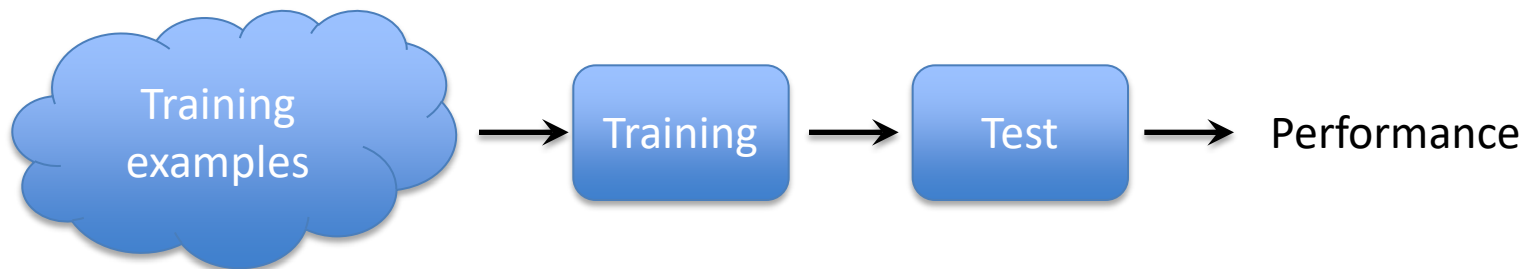 Training
examples
Training
Test
Performance